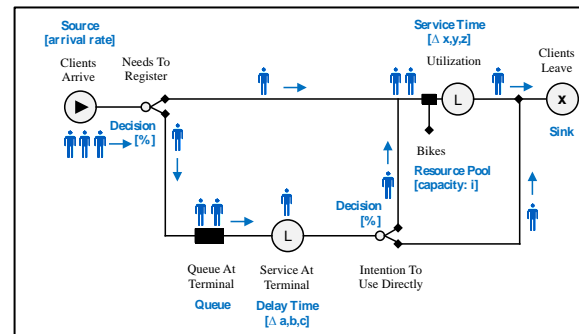 Source
[arrival rate]
Clients
Arrive
Needs To
Register
Service Time
[Δ x,y,z]
Utilization
Clients
Leave
L
x
Decision
[%]
Sink
Bikes
Resource Pool
[capacity: i]
Decision
[%]
L
Queue At
Terminal
Queue
Service At
Terminal
Delay Time
[Δ a,b,c]
Intention To
Use Directly